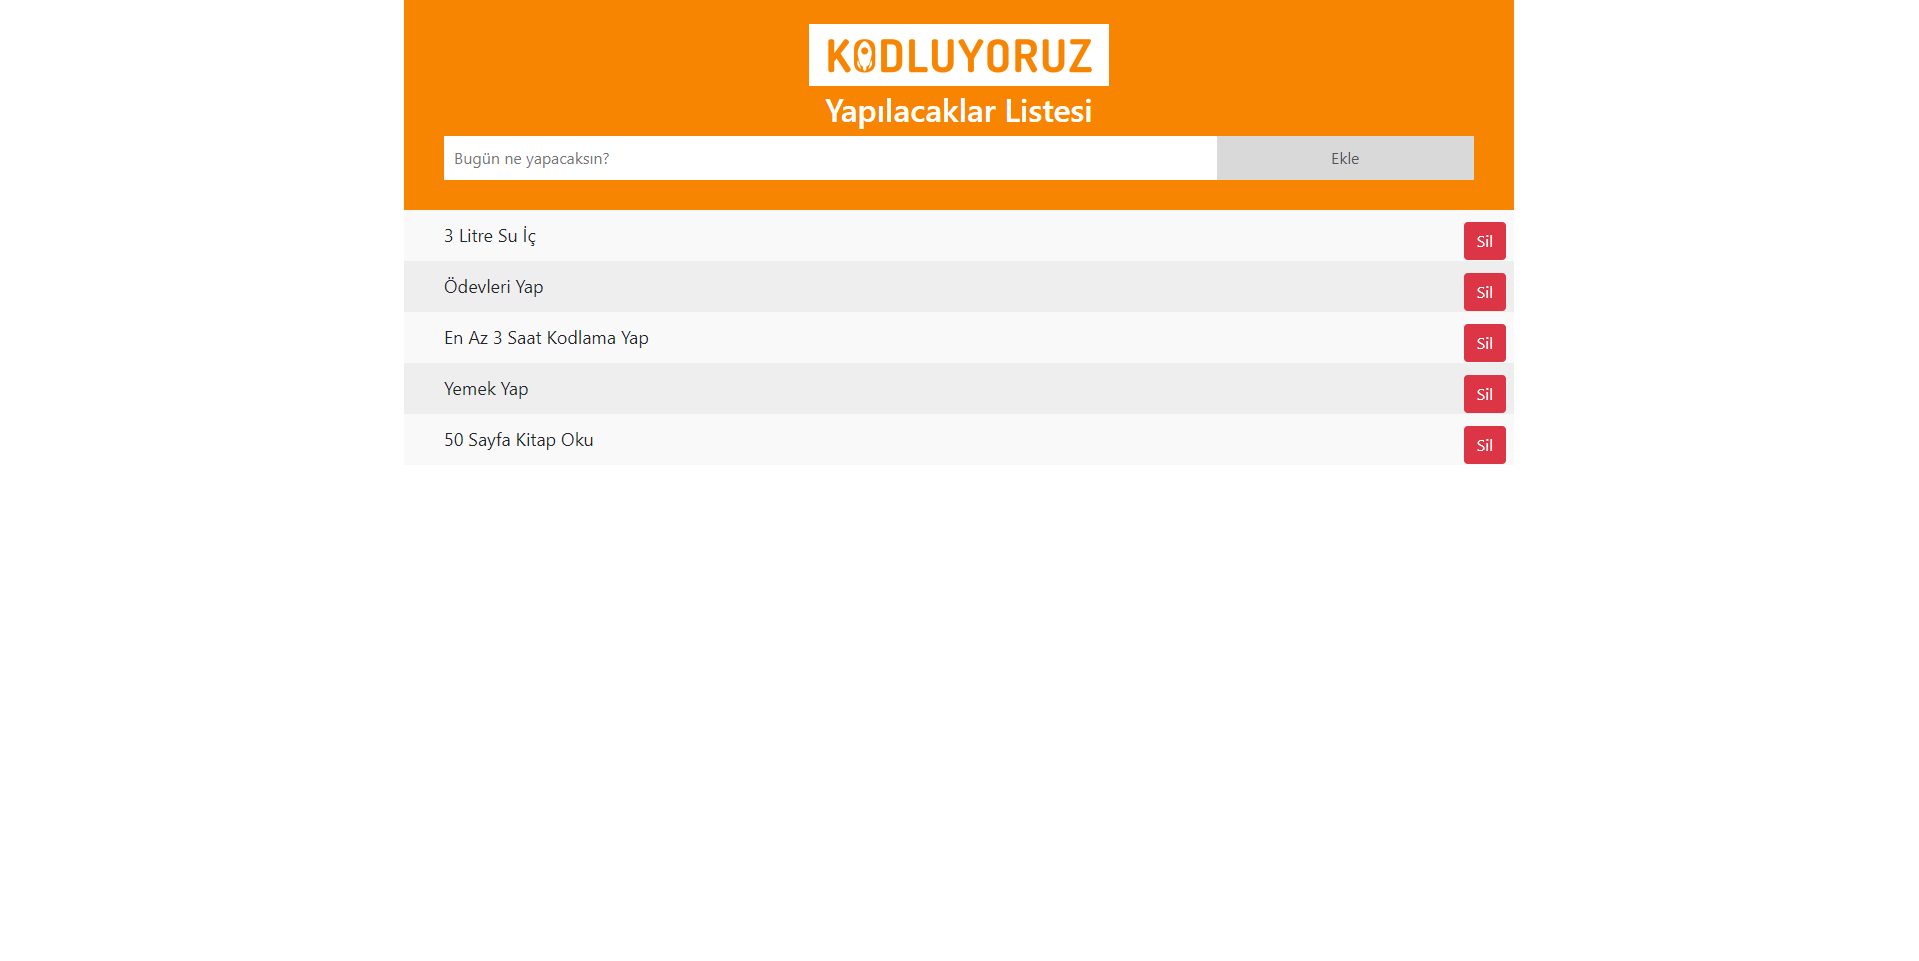 KODLUYORUZ
Yapılacaklar Listesi
Bugün ne yapacaksın? Ekle
3 Litre Su İç Sil
Ödevleri Yap Sil
En Az 3 Saat Kodlama Yap Sil
Yemek Yap Sil
50 Sayfa Kitap Oku Sil